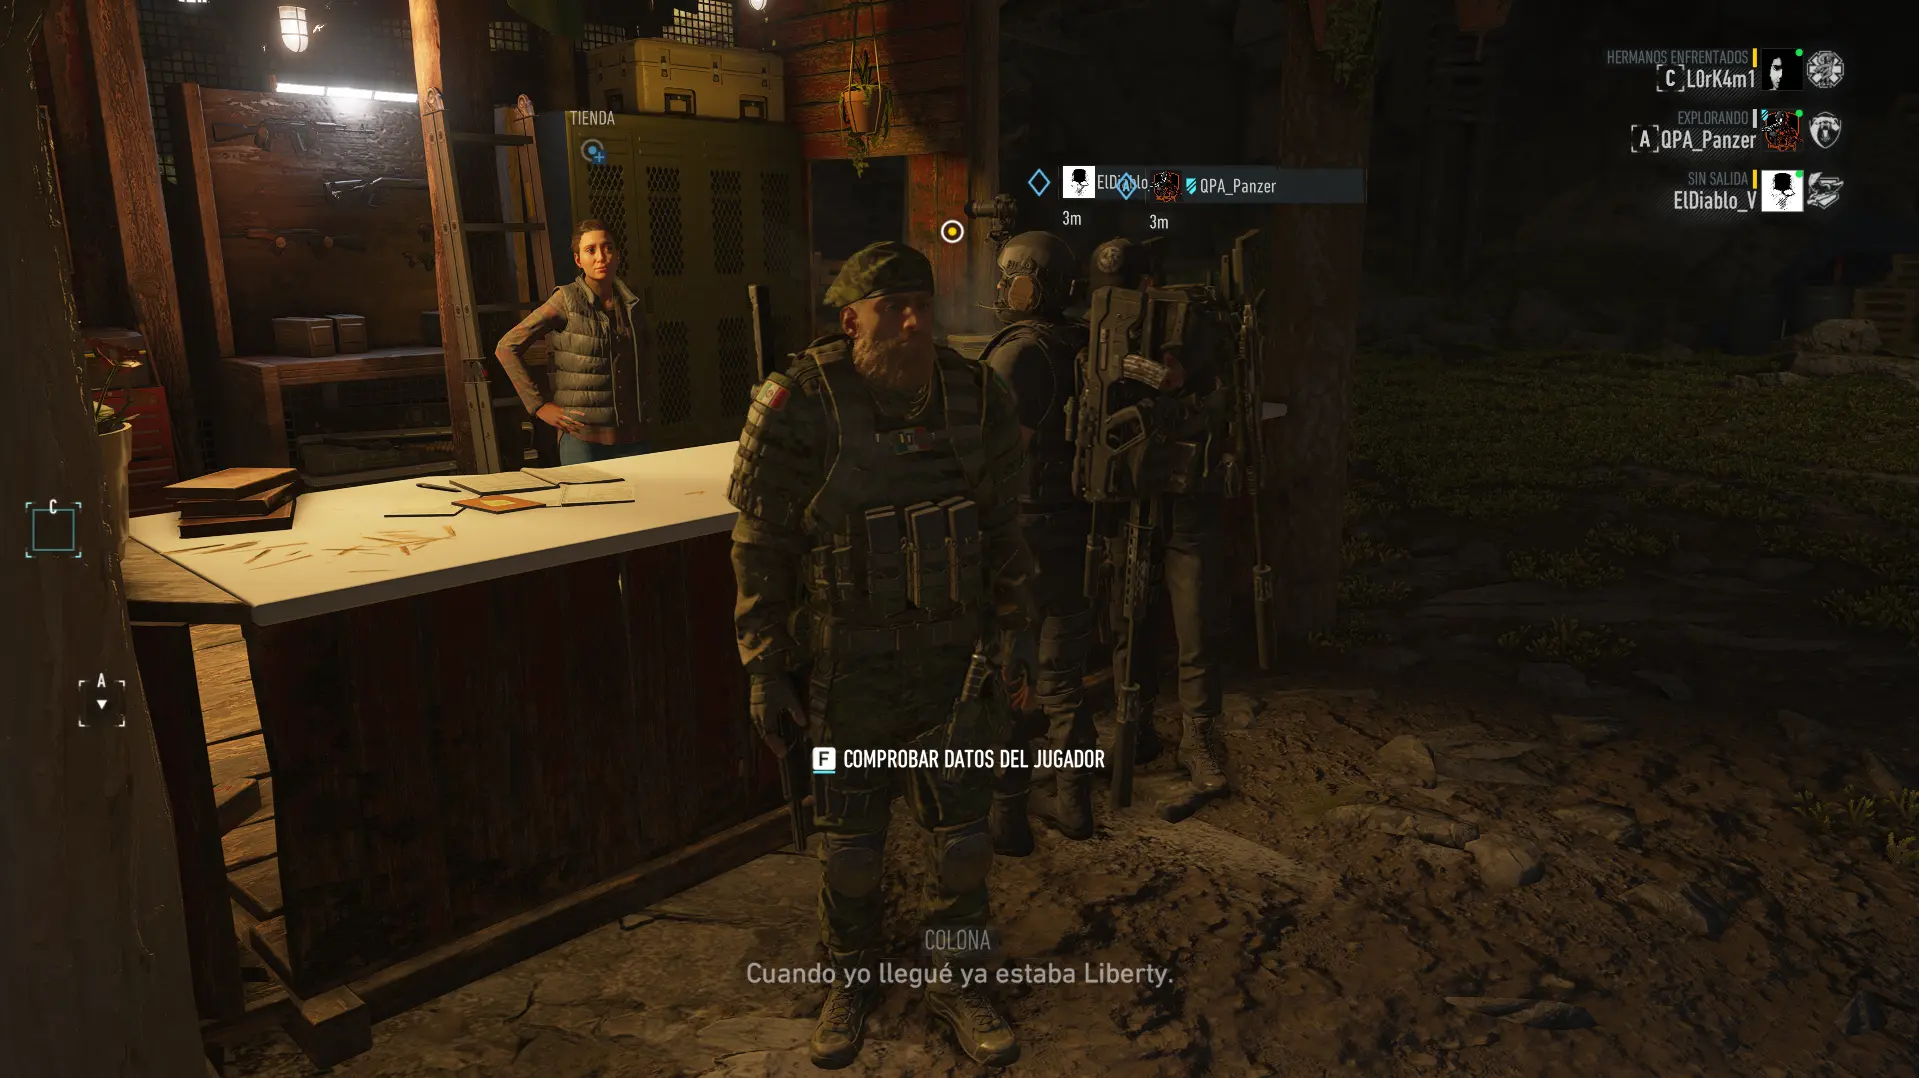 HERMANOS ENFRENTADOS
[C]L0rK4m1
EXPLORANDO
[A]QPA_Panzer
SIN SALIDA
ElDiablo_V
TIENDA
ElDiablo
QPA_Panzer
3m
3m
C
A
F COMPROBAR DATOS DEL JUGADOR
COLONA
Cuando yo llegué ya estaba Liberty.